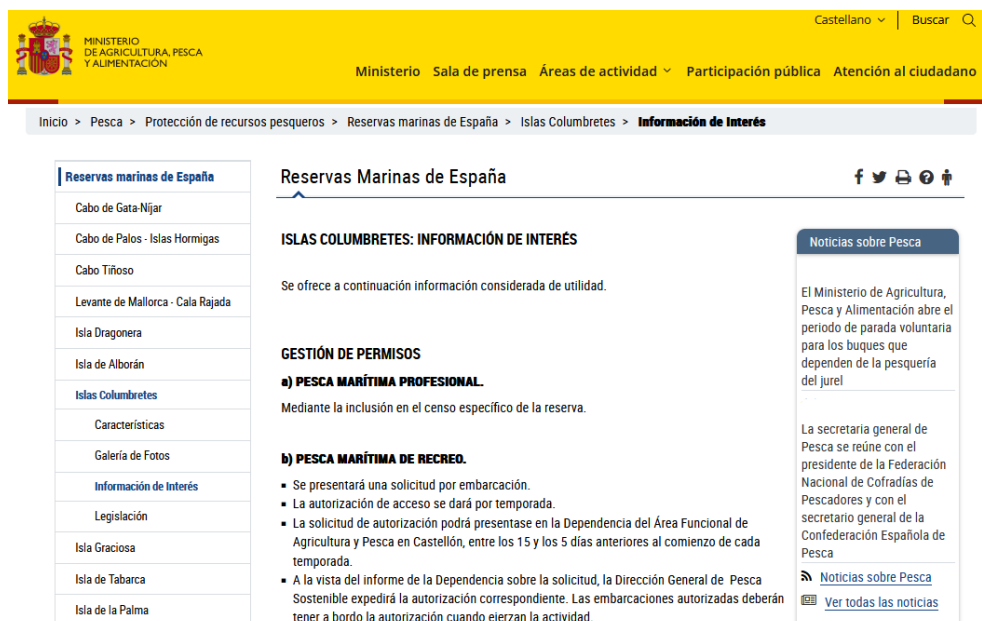 Castellano
Buscar
MINISTERIO
DE AGRICULTURA, PESCA
Y ALIMENTACIÓN
Ministerio Sala de prensa Áreas de actividad Participación pública Atención al ciudadano
Inicio > Pesca > Protección de recursos pesqueros > Reservas marinas de España > Islas Columbretes > Información de Interés
Reservas marinas de España
Cabo de Gata-Níjar
Cabo de Palos - Islas Hormigas
Cabo Tiñoso
Levante de Mallorca - Cala Rajada
Isla Dragonera
Isla de Alborán
Islas Columbretes
Características
Galería de Fotos
Información de Interés
Legislación
Isla Graciosa
Isla de Tabarca
Isla de la Palma
Reservas Marinas de España
ISLAS COLUMBRETES: INFORMACIÓN DE INTERÉS
Se ofrece a continuación información considerada de utilidad.
GESTIÓN DE PERMISOS
a) PESCA MARÍTIMA PROFESIONAL.
Mediante la inclusión en el censo específico de la reserva.
b) PESCA MARÍTIMA DE RECREO.
▪ Se presentará una solicitud por embarcación.
▪ La autorización de acceso se dará por temporada.
▪ La solicitud de autorización podrá presentase en la Dependencia del Área Funcional de
Agricultura y Pesca en Castellón, entre los 15 y los 5 días anteriores al comienzo de cada
temporada.
▪ A la vista del informe de la Dependencia sobre la solicitud, la Dirección General de Pesca
Sostenible expedirá la autorización correspondiente. Las embarcaciones autorizadas deberán
tener a bordo la autorización cuando ejerzan la actividad.
Noticias sobre Pesca
El Ministerio de Agricultura,
Pesca y Alimentación abre el
periodo de parada voluntaria
para los buques que
dependen de la pesquería
del jurel
La secretaria general de
Pesca se reúne con el
presidente de la Federación
Nacional de Cofradías de
Pescadores y con el
secretario general de la
Confederación Española de
Pesca
Noticias sobre Pesca
Ver todas las noticias